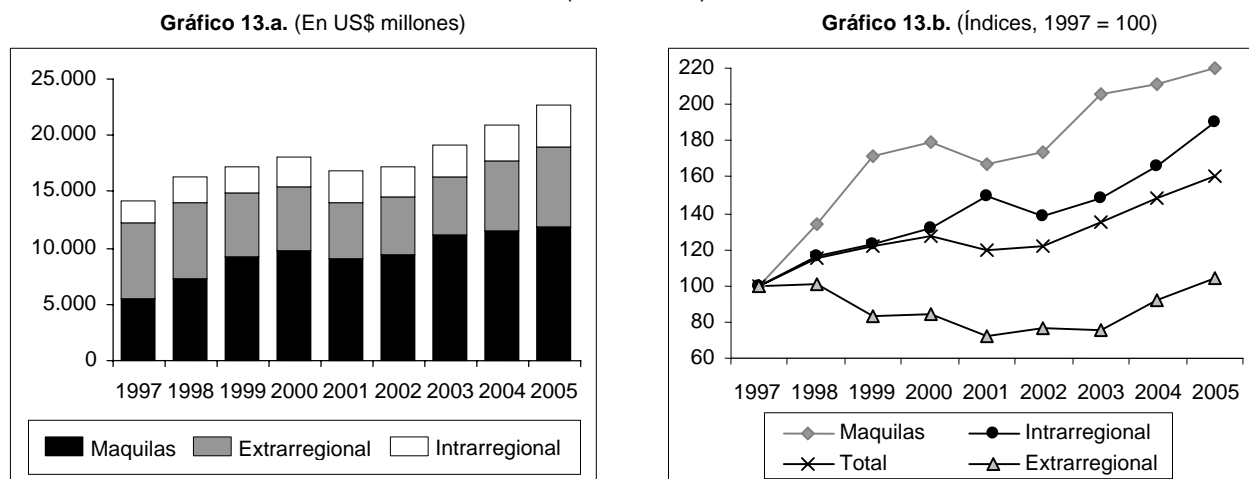 Gráfico 13.a. (En US$ millones)
25.000
20.000
15.000
10.000
5.000
0
1997 1998 1999 2000 2001 2002 2003 2004 2005
Maquilas Extrarregional Intrarregional
Gráfico 13.b. (Índices, 1997 = 100)
220
200
180
160
140
120
100
80
60
1997 1998 1999 2000 2001 2002 2003 2004 2005
Maquilas Intrarregional
Total Extrarregional